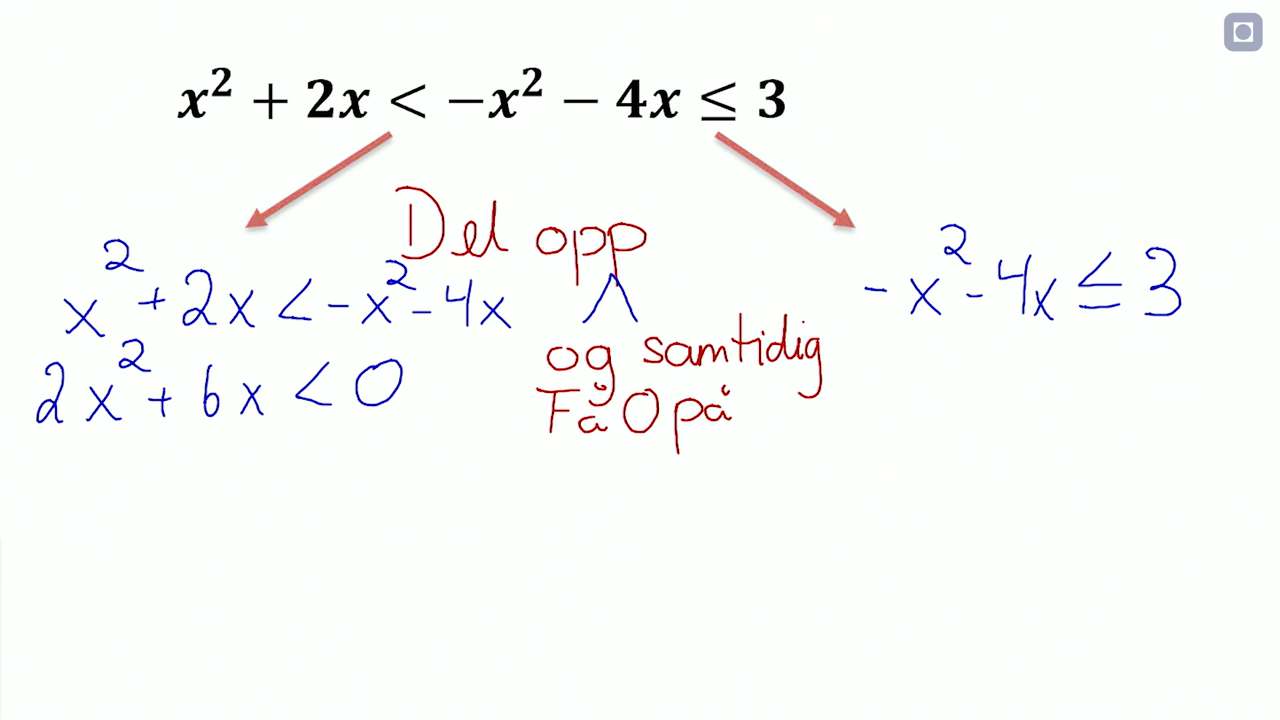 x² + 2x < −x² − 4x ≤ 3
Del opp
x² + 2x < -x² - 4x ∧ -x² - 4x ≤ 3
og samtidig
2x² + 6x < 0
Få 0 på